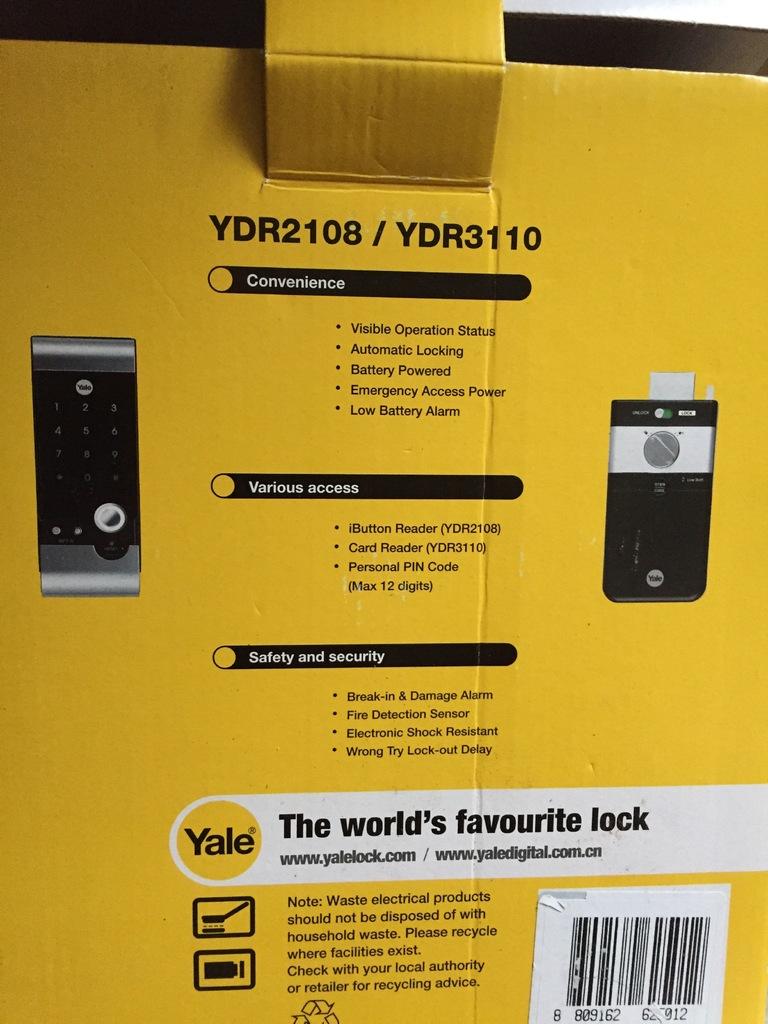 YDR2108 / YDR3110
Convenience
• Visible Operation Status
• Automatic Locking
• Battery Powered
• Emergency Access Power
• Low Battery Alarm
Yale
1 2 3
4 5 6
7 8 9
* 0
UNLOCK LOCK
Various access
• iButton Reader (YDR2108)
• Card Reader (YDR3110)
• Personal PIN Code
(Max 12 digits)
Yale
Safety and security
• Break-in & Damage Alarm
• Fire Detection Sensor
• Electronic Shock Resistant
• Wrong Try Lock-out Delay
Yale®
The world's favourite lock
www.yalelock.com / www.yaledigital.com.cn
Note: Waste electrical products
should not be disposed of with
household waste. Please recycle
where facilities exist.
Check with your local authority
or retailer for recycling advice.
8 809162